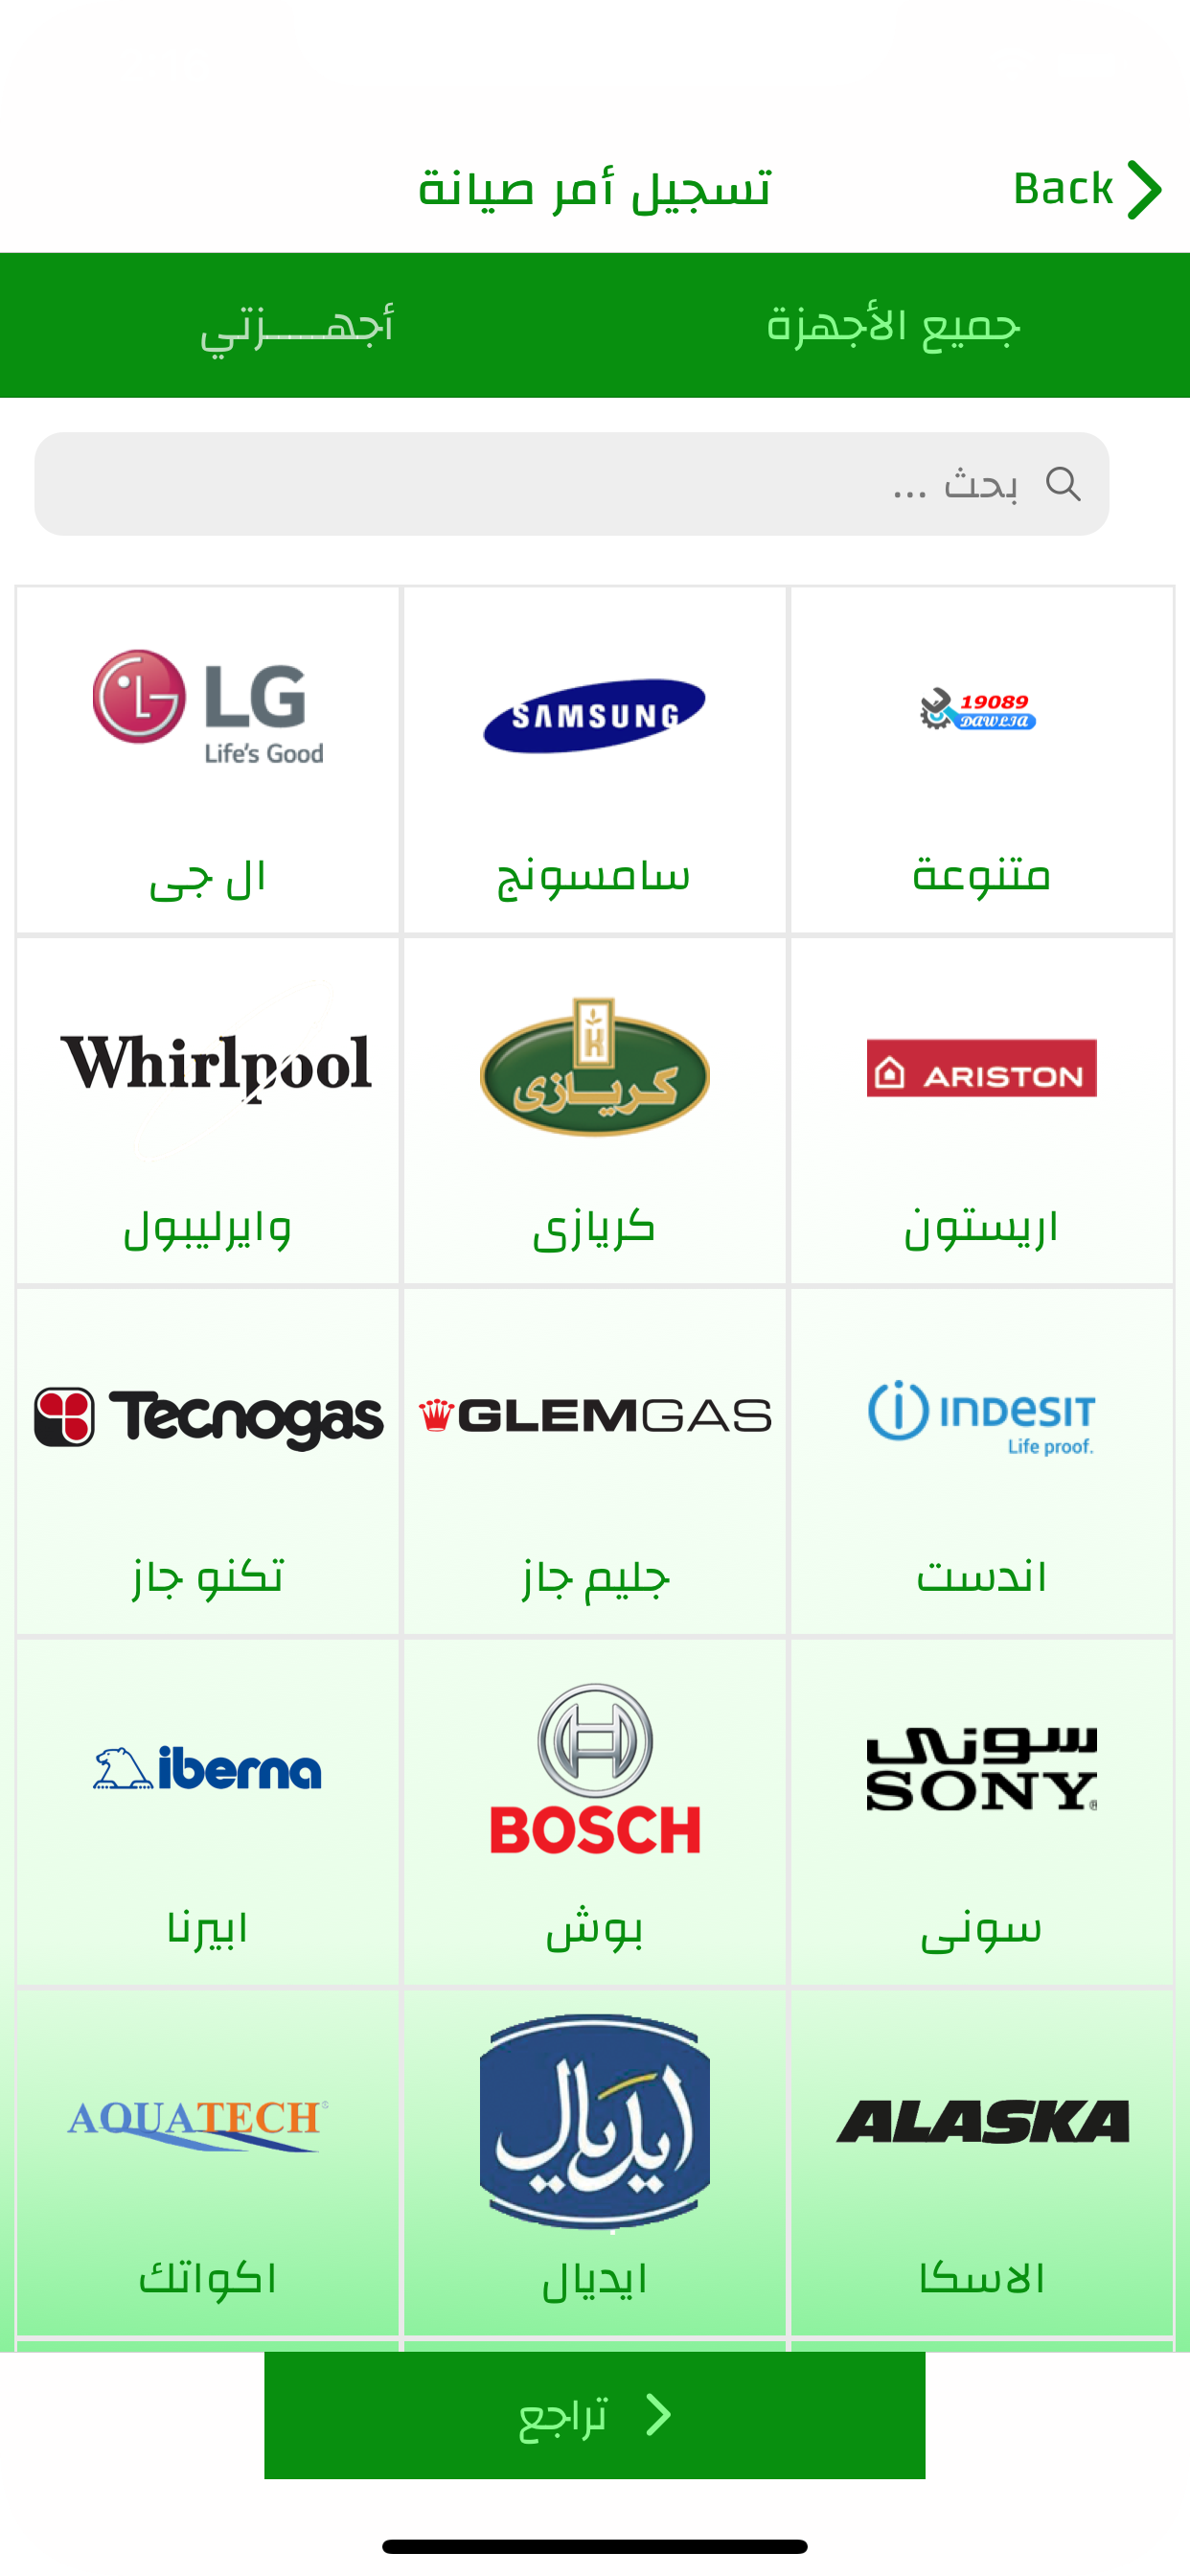 Back
تسجيل أمر صيانة
جميع الأجهزة
أجهـــــزتي
بحث ...
19089
DAWLIA
متنوعة
SAMSUNG
سامسونج
LG
Life's Good
ال جى
ARISTON
اريستون
كريازى
كريازى
Whirlpool
وايرليبول
INDESIT
Life proof.
اندست
GLEMGAS
جليم جاز
Tecnogas
تكنو جاز
سونى
SONY
سونى
BOSCH
بوش
iberna
ابيرنا
ALASKA
الاسكا
ايديال
ايديال
AQUATECH
اكواتك
تراجع